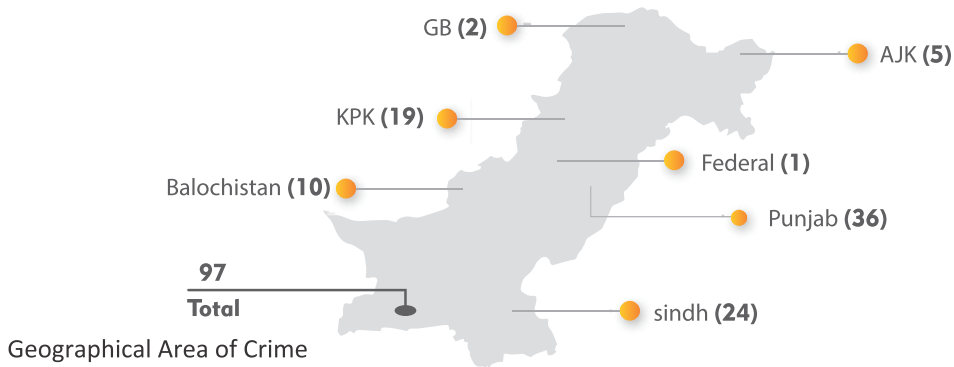 GB (2)
AJK (5)
KPK (19)
Federal (1)
Balochistan (10)
Punjab (36)
97
Total
sindh (24)
Geographical Area of Crime